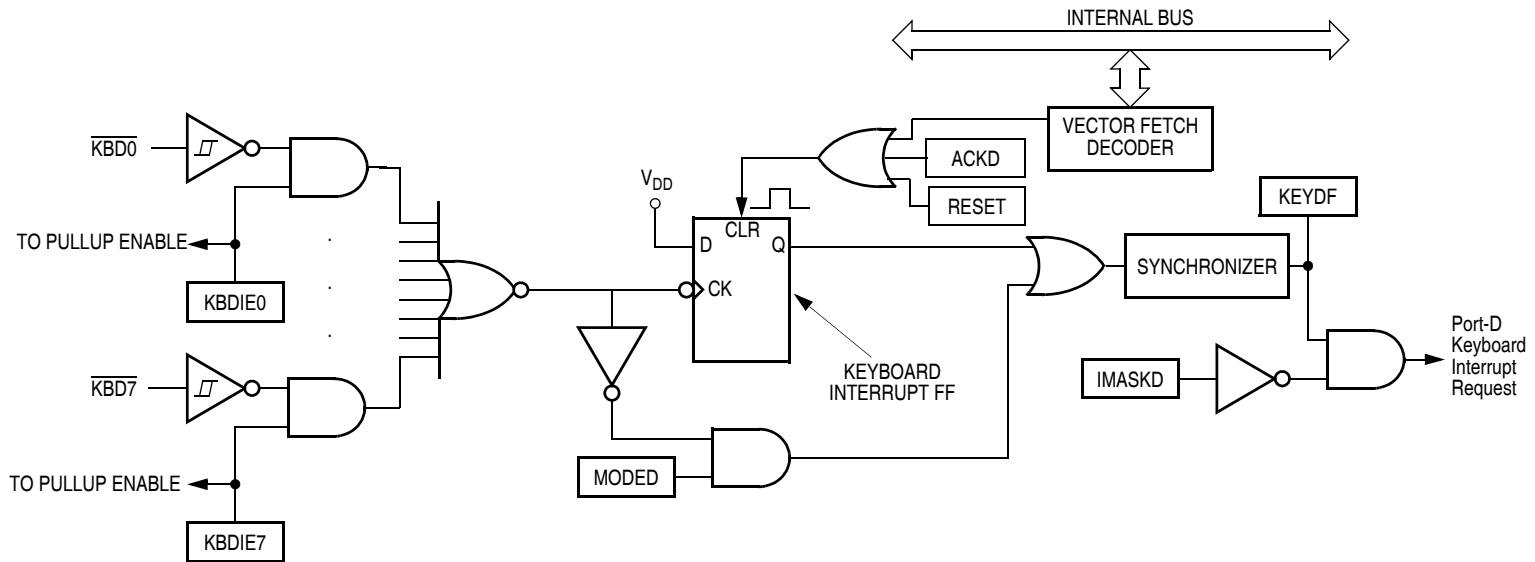 INTERNAL BUS
VECTOR FETCH
DECODER
ACKD
RESET
KBD0
TO PULLUP ENABLE
KBDIE0
.
.
.
KBD7
TO PULLUP ENABLE
KBDIE7
VDD
CLR
D
Q
CK
KEYBOARD
INTERRUPT FF
MODED
SYNCHRONIZER
KEYDF
IMASKD
Port-D
Keyboard
Interrupt
Request